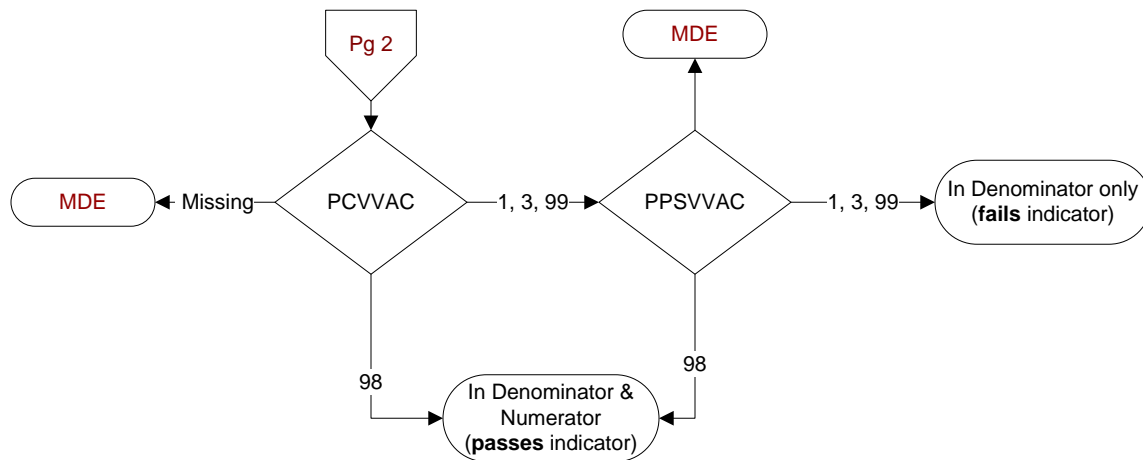 Pg 2
MDE
MDE
Missing
PCVVAC
1, 3, 99
PPSVVAC
1, 3, 99
In Denominator only
(fails indicator)
98
98
In Denominator &
Numerator
(passes indicator)